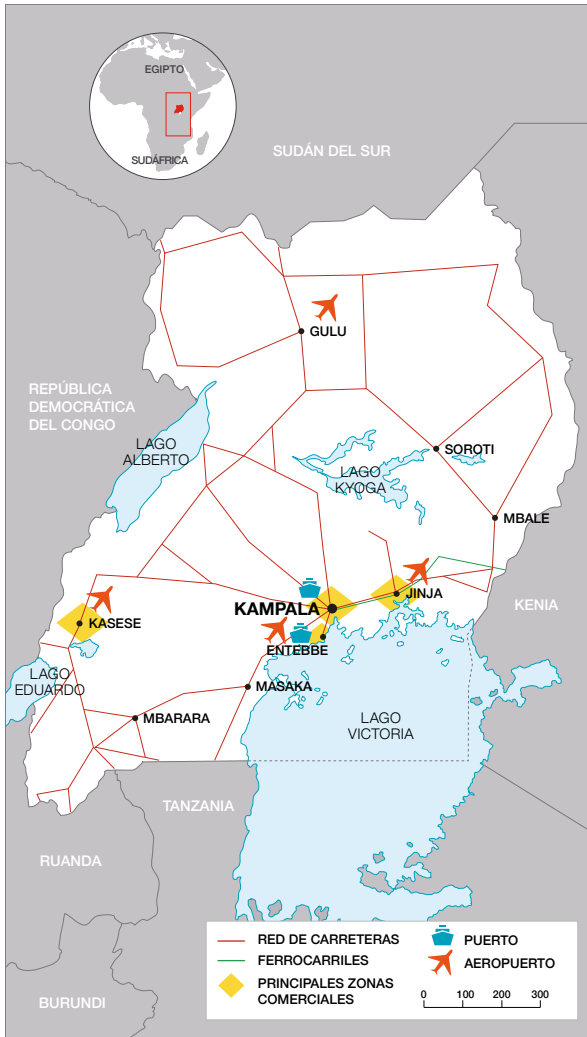 EGIPTO
SUDÁFRICA
SUDÁN DEL SUR
GULU
REPÚBLICA
DEMOCRÁTICA
DEL CONGO
LAGO
ALBERTO
SOROTI
LAGO
KYOGA
MBALE
JINJA
KAMPALA
KENIA
KASESE
ENTEBBE
LAGO
EDUARDO
MASAKA
MBARARA
LAGO
VICTORIA
TANZANIA
RUANDA
BURUNDI
RED DE CARRETERAS
FERROCARRILES
PRINCIPALES ZONAS
COMERCIALES
PUERTO
AEROPUERTO
0 100 200 300